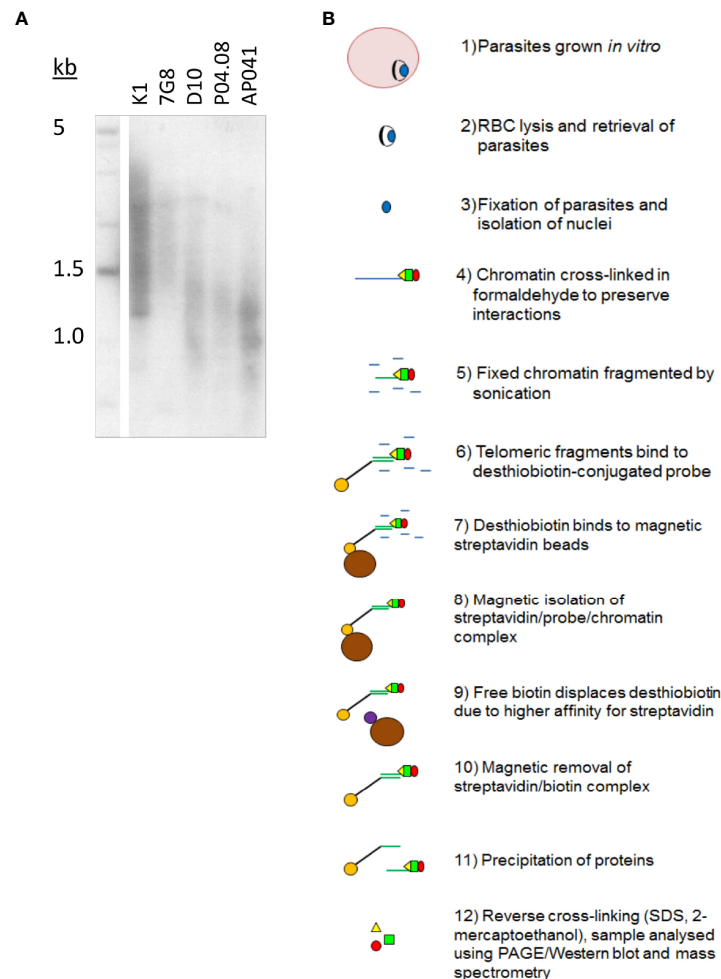 A
kb
K1
7G8
D10
P04.08
AP041
5
1.5
1.0
B
1)Parasites grown in vitro
2)RBC lysis and retrieval of
parasites
3)Fixation of parasites and
isolation of nuclei
4) Chromatin cross-linked in
formaldehyde to preserve
interactions
5) Fixed chromatin fragmented by
sonication
6) Telomeric fragments bind to
desthiobiotin-conjugated probe
7) Desthiobiotin binds to magnetic
streptavidin beads
8) Magnetic isolation of
streptavidin/probe/chromatin
complex
9) Free biotin displaces desthiobiotin
due to higher affinity for streptavidin
10) Magnetic removal of
streptavidin/biotin complex
11) Precipitation of proteins
12) Reverse cross-linking (SDS, 2-
mercaptoethanol), sample analysed
using PAGE/Western blot and mass
spectrometry